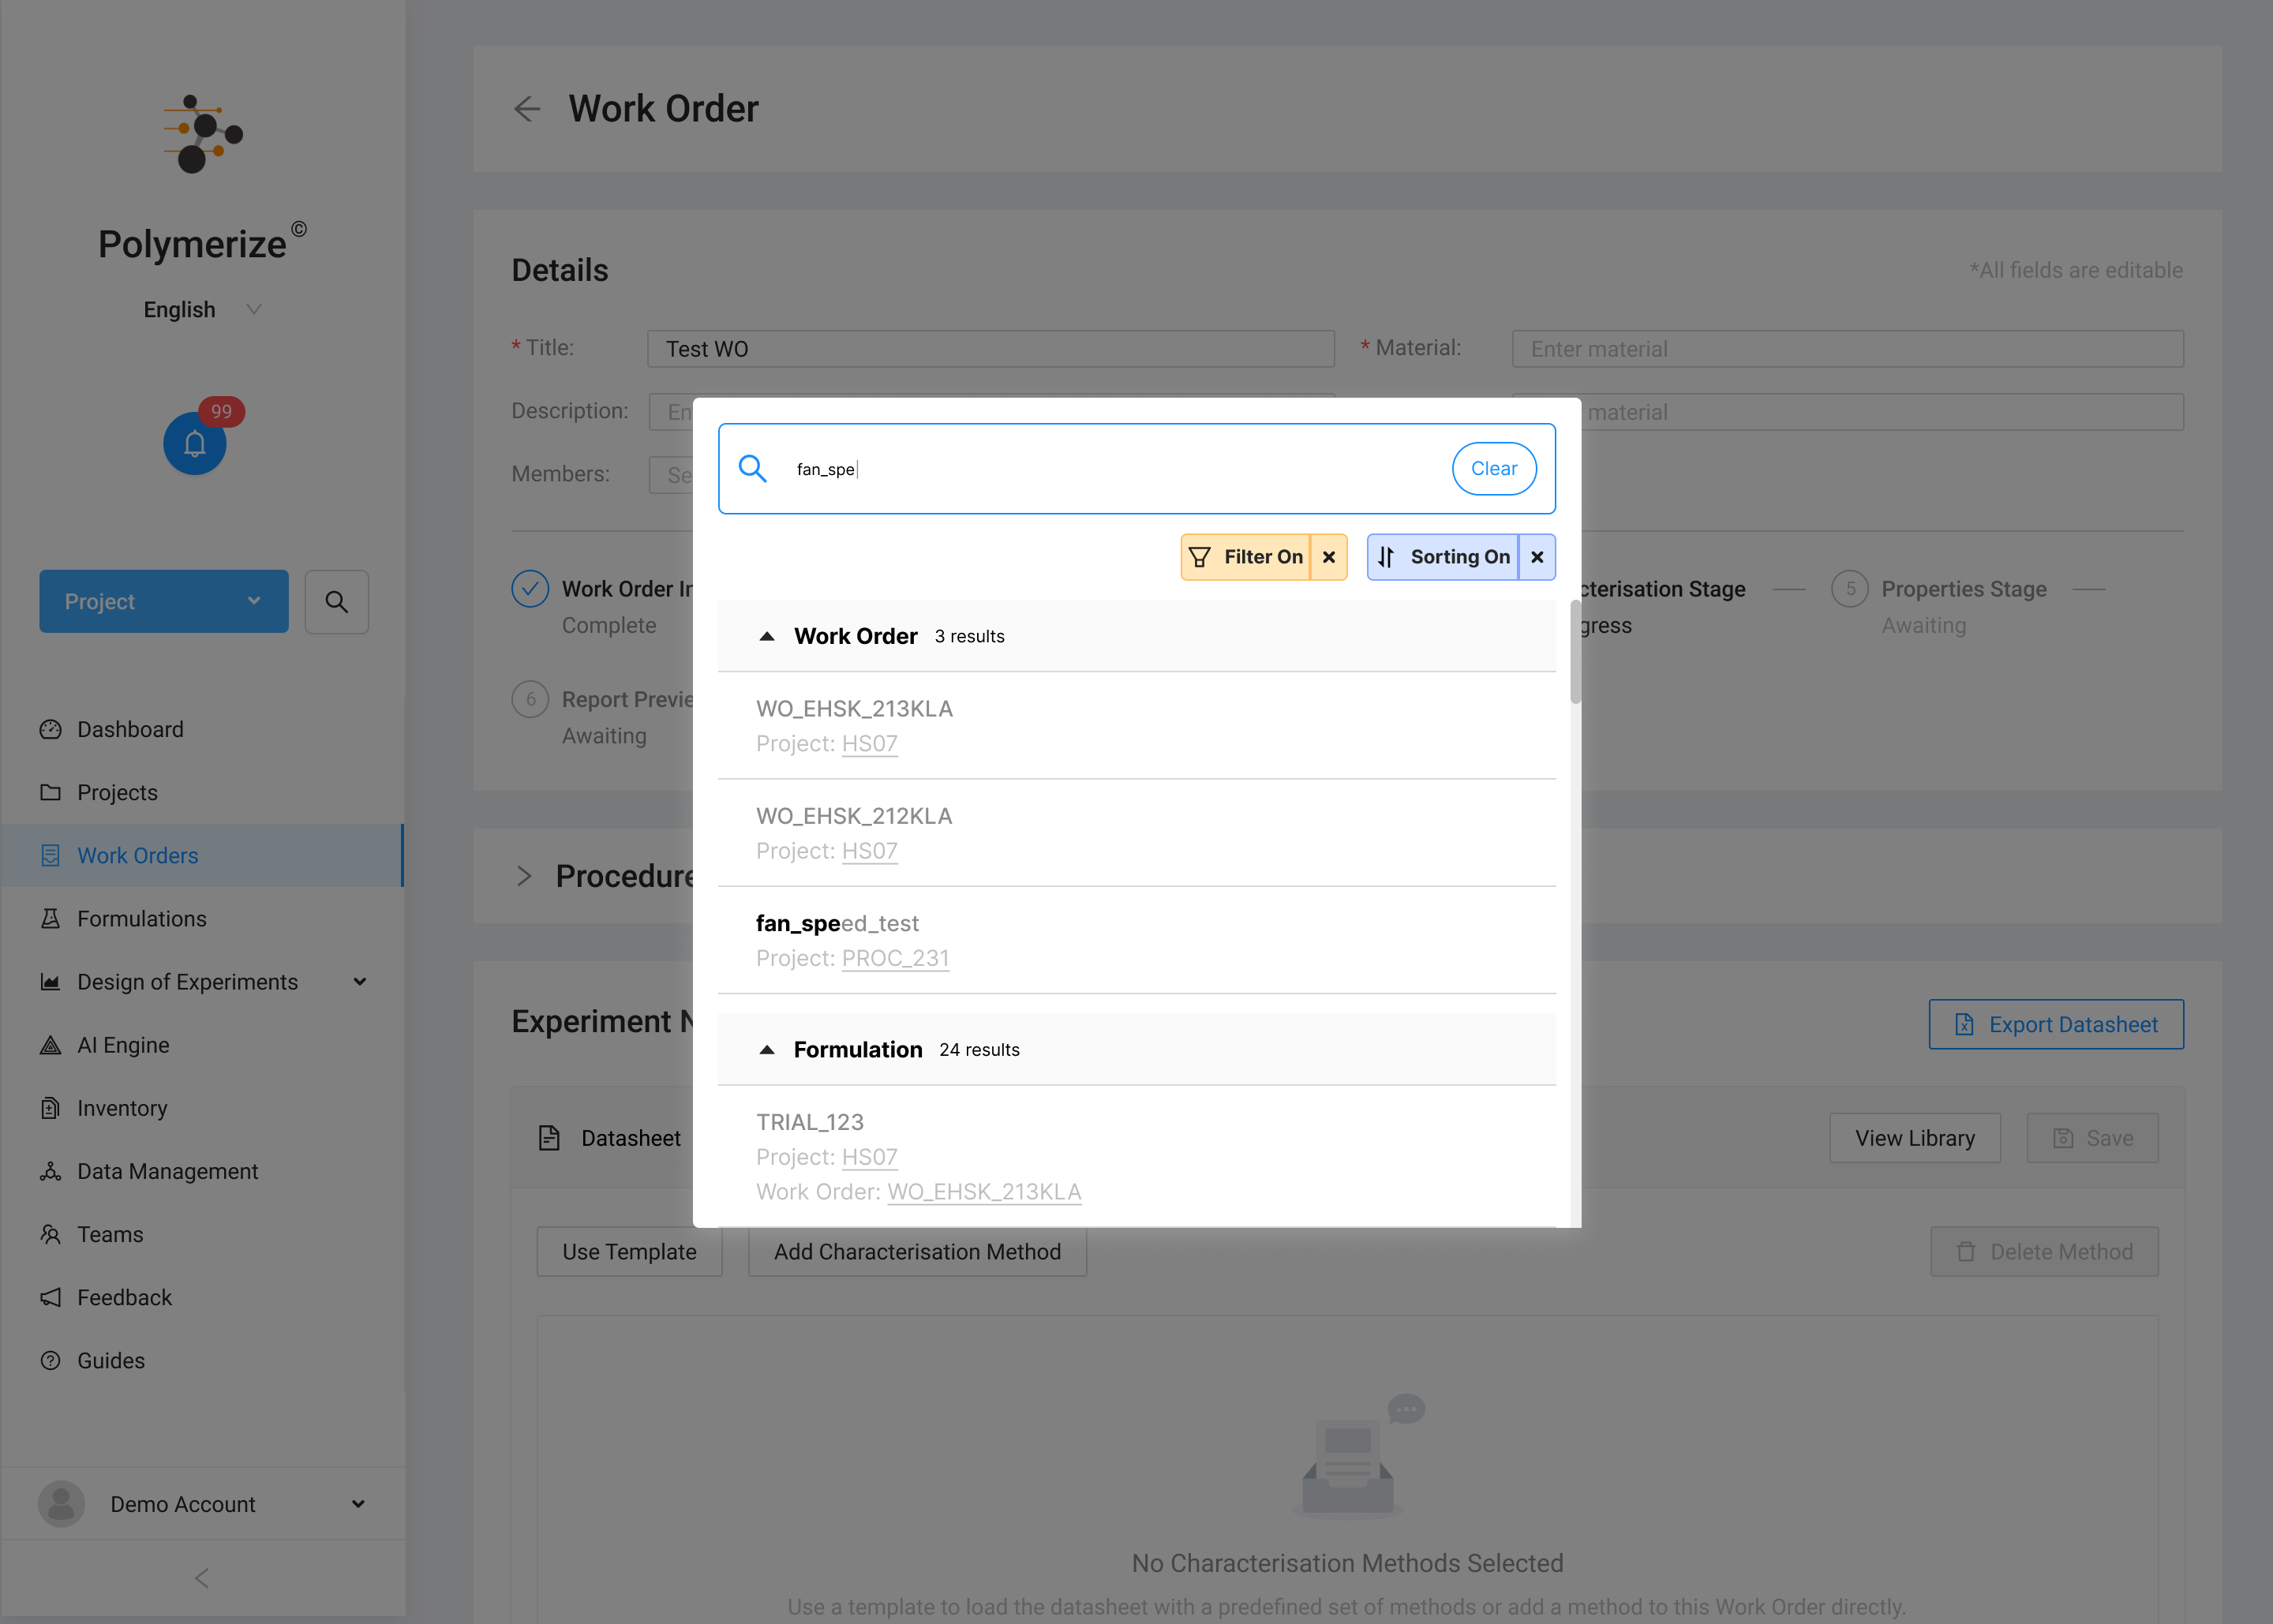 Polymerize©
English
99
Project
Dashboard
Projects
Work Orders
Formulations
Design of Experiments
AI Engine
Inventory
Data Management
Teams
Feedback
Guides
Demo Account
Work Order
Details
*All fields are editable
* Title:
Test WO
* Material:
Enter material
Description:
En
material
Members:
Se
Work Order In
Complete
cterisation Stage
gress
5
Properties Stage
Awaiting
6
Report Previe
Awaiting
Procedure
Experiment N
Export Datasheet
Datasheet
View Library
Save
Use Template
Add Characterisation Method
Delete Method
No Characterisation Methods Selected
Use a template to load the datasheet with a predefined set of methods or add a method to this Work Order directly.
fan_spe
Clear
Filter On
Sorting On
Work Order 3 results
WO_EHSK_213KLA
Project: HS07
WO_EHSK_212KLA
Project: HS07
fan_speed_test
Project: PROC_231
Formulation 24 results
TRIAL_123
Project: HS07
Work Order: WO_EHSK_213KLA